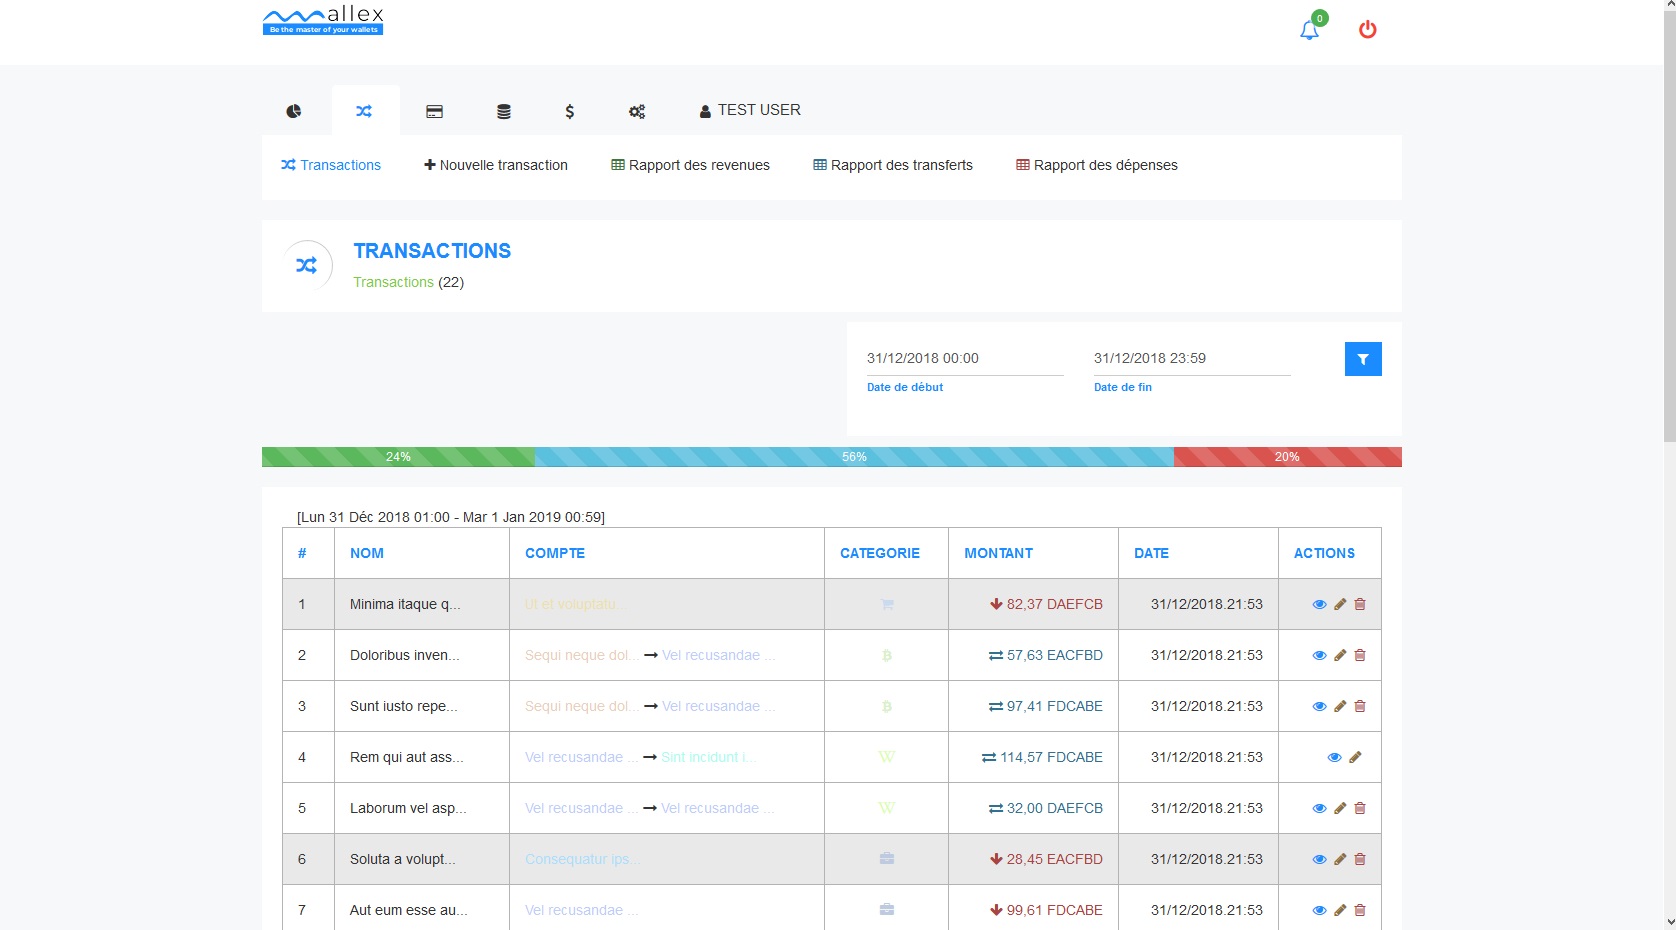 allex
Be the master of your wallets
0
TEST USER
Transactions
Nouvelle transaction
Rapport des revenues
Rapport des transferts
Rapport des dépenses
TRANSACTIONS
Transactions (22)
31/12/2018 00:00
31/12/2018 23:59
Date de début
Date de fin
24%
56%
20%
[Lun 31 Déc 2018 01:00 - Mar 1 Jan 2019 00:59]
# NOM COMPTE CATEGORIE MONTANT DATE ACTIONS
1 Minima itaque q... Ut et voluptatu... 82,37 DAEFCB 31/12/2018.21:53
2 Doloribus inven... Sequi neque dol... Vel recusandae ... 57,63 EACFBD 31/12/2018.21:53
3 Sunt iusto repe... Sequi neque dol... Vel recusandae ... 97,41 FDCABE 31/12/2018.21:53
4 Rem qui aut ass... Vel recusandae ... Sint incidunt i... 114,57 FDCABE 31/12/2018.21:53
5 Laborum vel asp... Vel recusandae ... Vel recusandae ... 32,00 DAEFCB 31/12/2018.21:53
6 Soluta a volupt... Consequatur ips... 28,45 EACFBD 31/12/2018.21:53
7 Aut eum esse au... Vel recusandae ... 99,61 FDCABE 31/12/2018.21:53